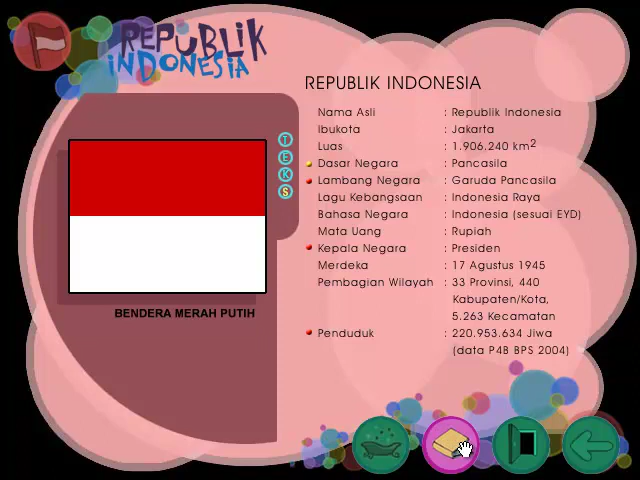 REPUBLIK
INDONESIA
REPUBLIK INDONESIA
Nama Asli : Republik Indonesia
Ibukota : Jakarta
Luas : 1.906.240 km2
Dasar Negara : Pancasila
Lambang Negara : Garuda Pancasila
Lagu Kebangsaan : Indonesia Raya
Bahasa Negara : Indonesia (sesuai EYD)
Mata Uang : Rupiah
Kepala Negara : Presiden
Merdeka : 17 Agustus 1945
Pembagian Wilayah : 33 Provinsi, 440
Kabupaten/Kota,
5.263 Kecamatan
Penduduk : 220.953.634 Jiwa
(data P4B BPS 2004)
T
E
K
S
BENDERA MERAH PUTIH